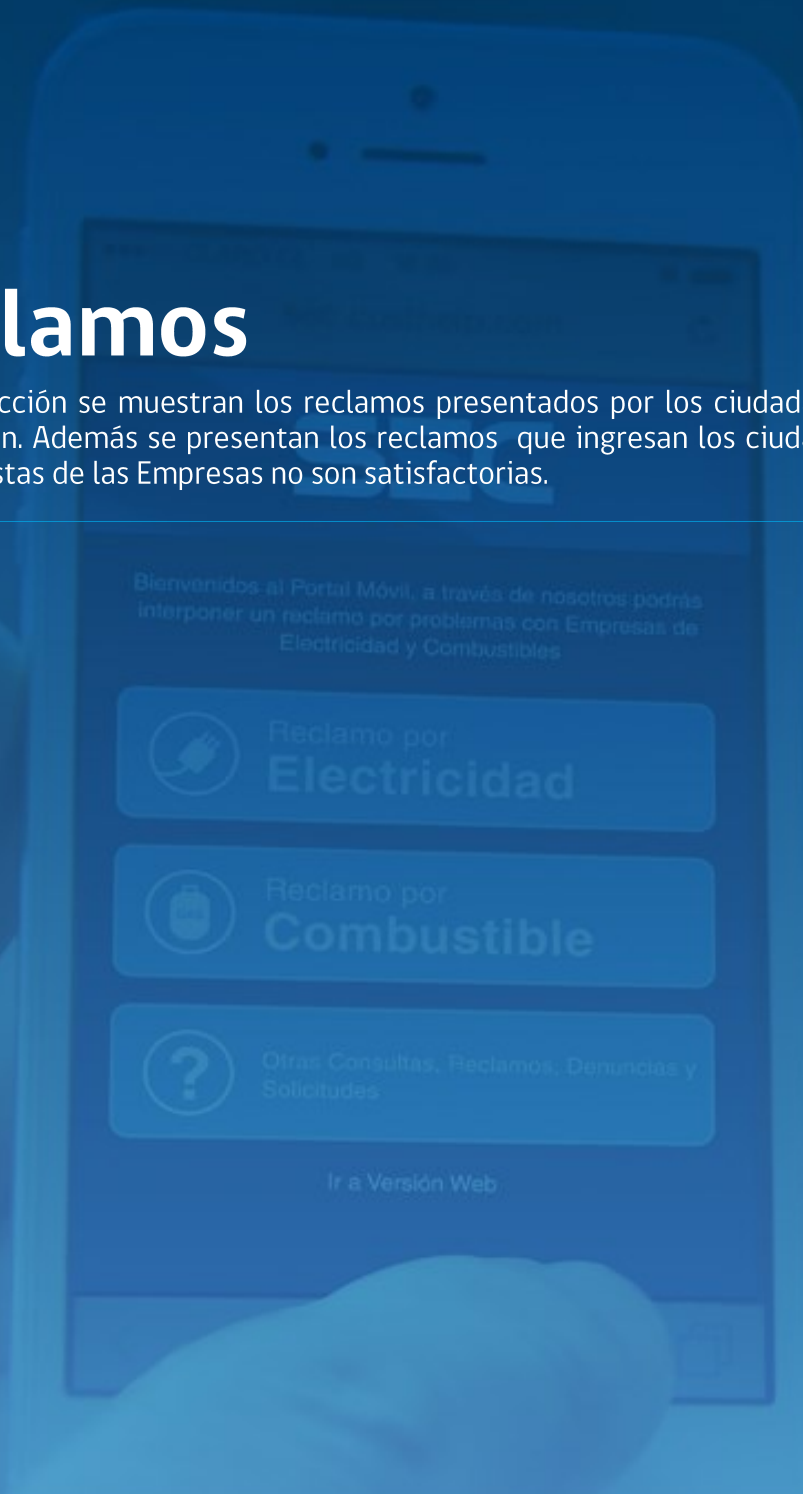 lamos
cción se muestran los reclamos presentados por los ciudad
n. Además se presentan los reclamos que ingresan los ciud
stas de las Empresas no son satisfactorias.
SEC
Bienvenidos al Portal Móvil, a través de nosotros podrás
interponer un reclamo por problemas con Empresas de
Electricidad y Combustibles
Reclamo por
Electricidad
Reclamo por
Combustible
Otras Consultas, Reclamos, Denuncias y
Solicitudes
Ir a Versión Web